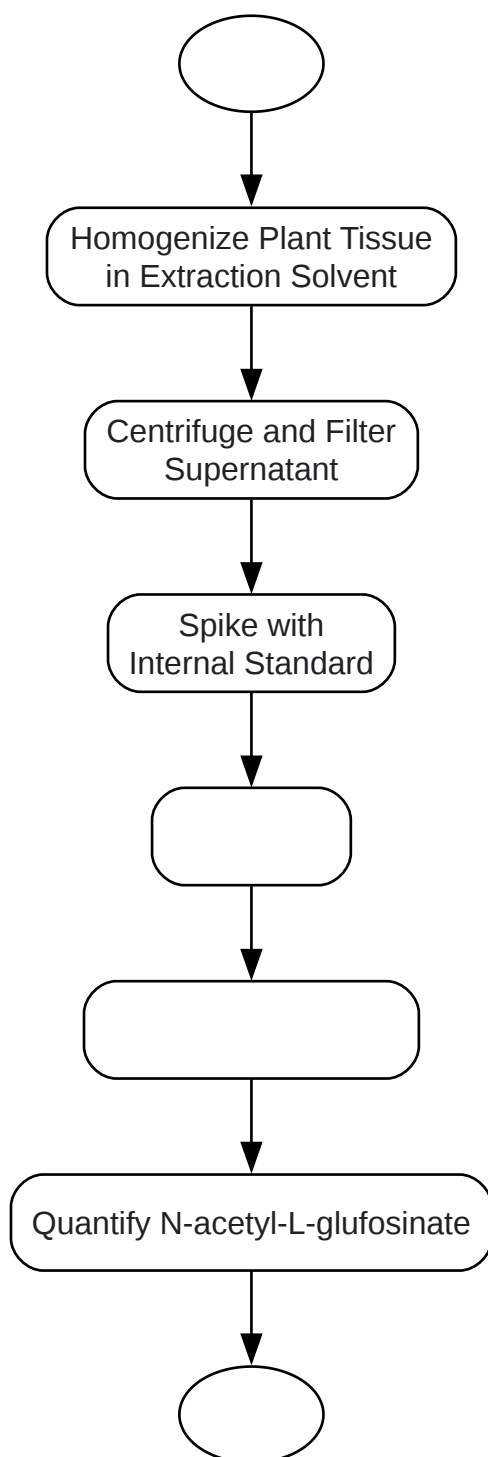 Homogenize Plant Tissue
in Extraction Solvent
Centrifuge and Filter
Supernatant
Spike with
Internal Standard
Quantify N-acetyl-L-glufosinate